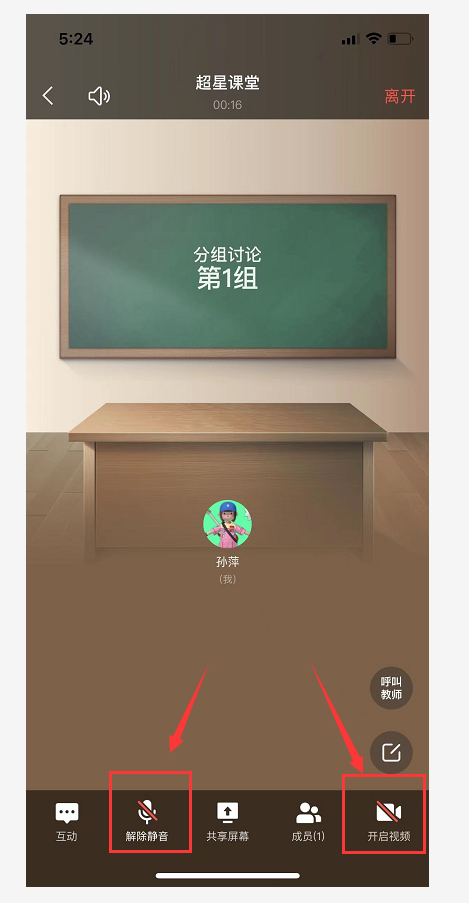 5:24
超星课堂
00:16
离开
分组讨论
第1组
孙萍
(我)
呼叫
教师
互动
解除静音
共享屏幕
成员(1)
开启视频